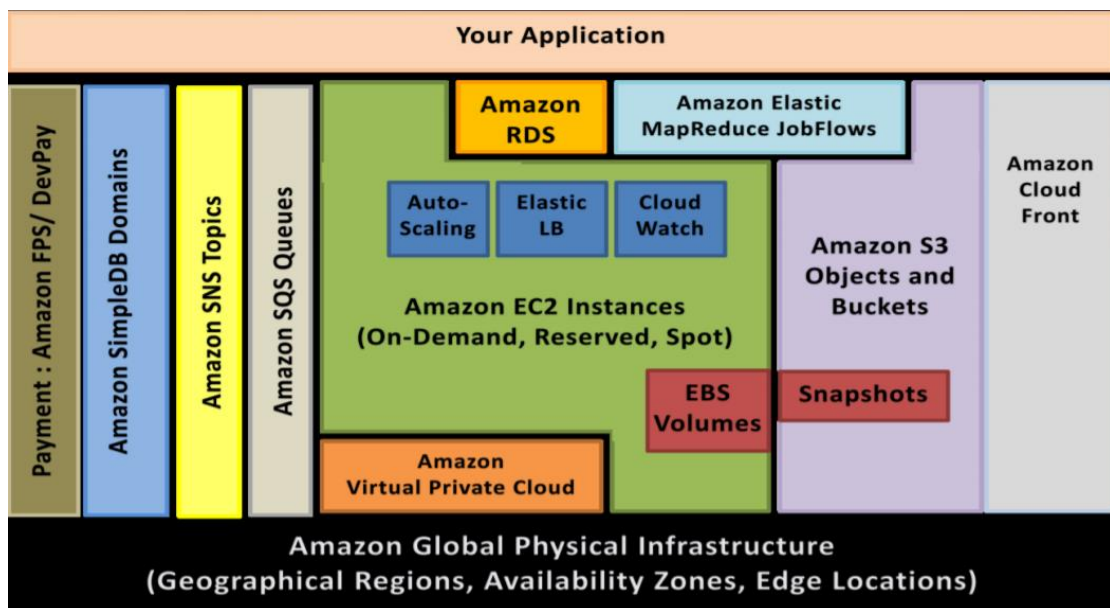 Your Application
Payment : Amazon FPS/ DevPay
Amazon SimpleDB Domains
Amazon SNS Topics
Amazon SQS Queues
Amazon
RDS
Amazon Elastic
MapReduce JobFlows
Auto-
Scaling
Elastic
LB
Cloud
Watch
Amazon EC2 Instances
(On-Demand, Reserved, Spot)
EBS
Volumes
Amazon
Virtual Private Cloud
Amazon S3
Objects and
Buckets
Snapshots
Amazon
Cloud
Front
Amazon Global Physical Infrastructure
(Geographical Regions, Availability Zones, Edge Locations)